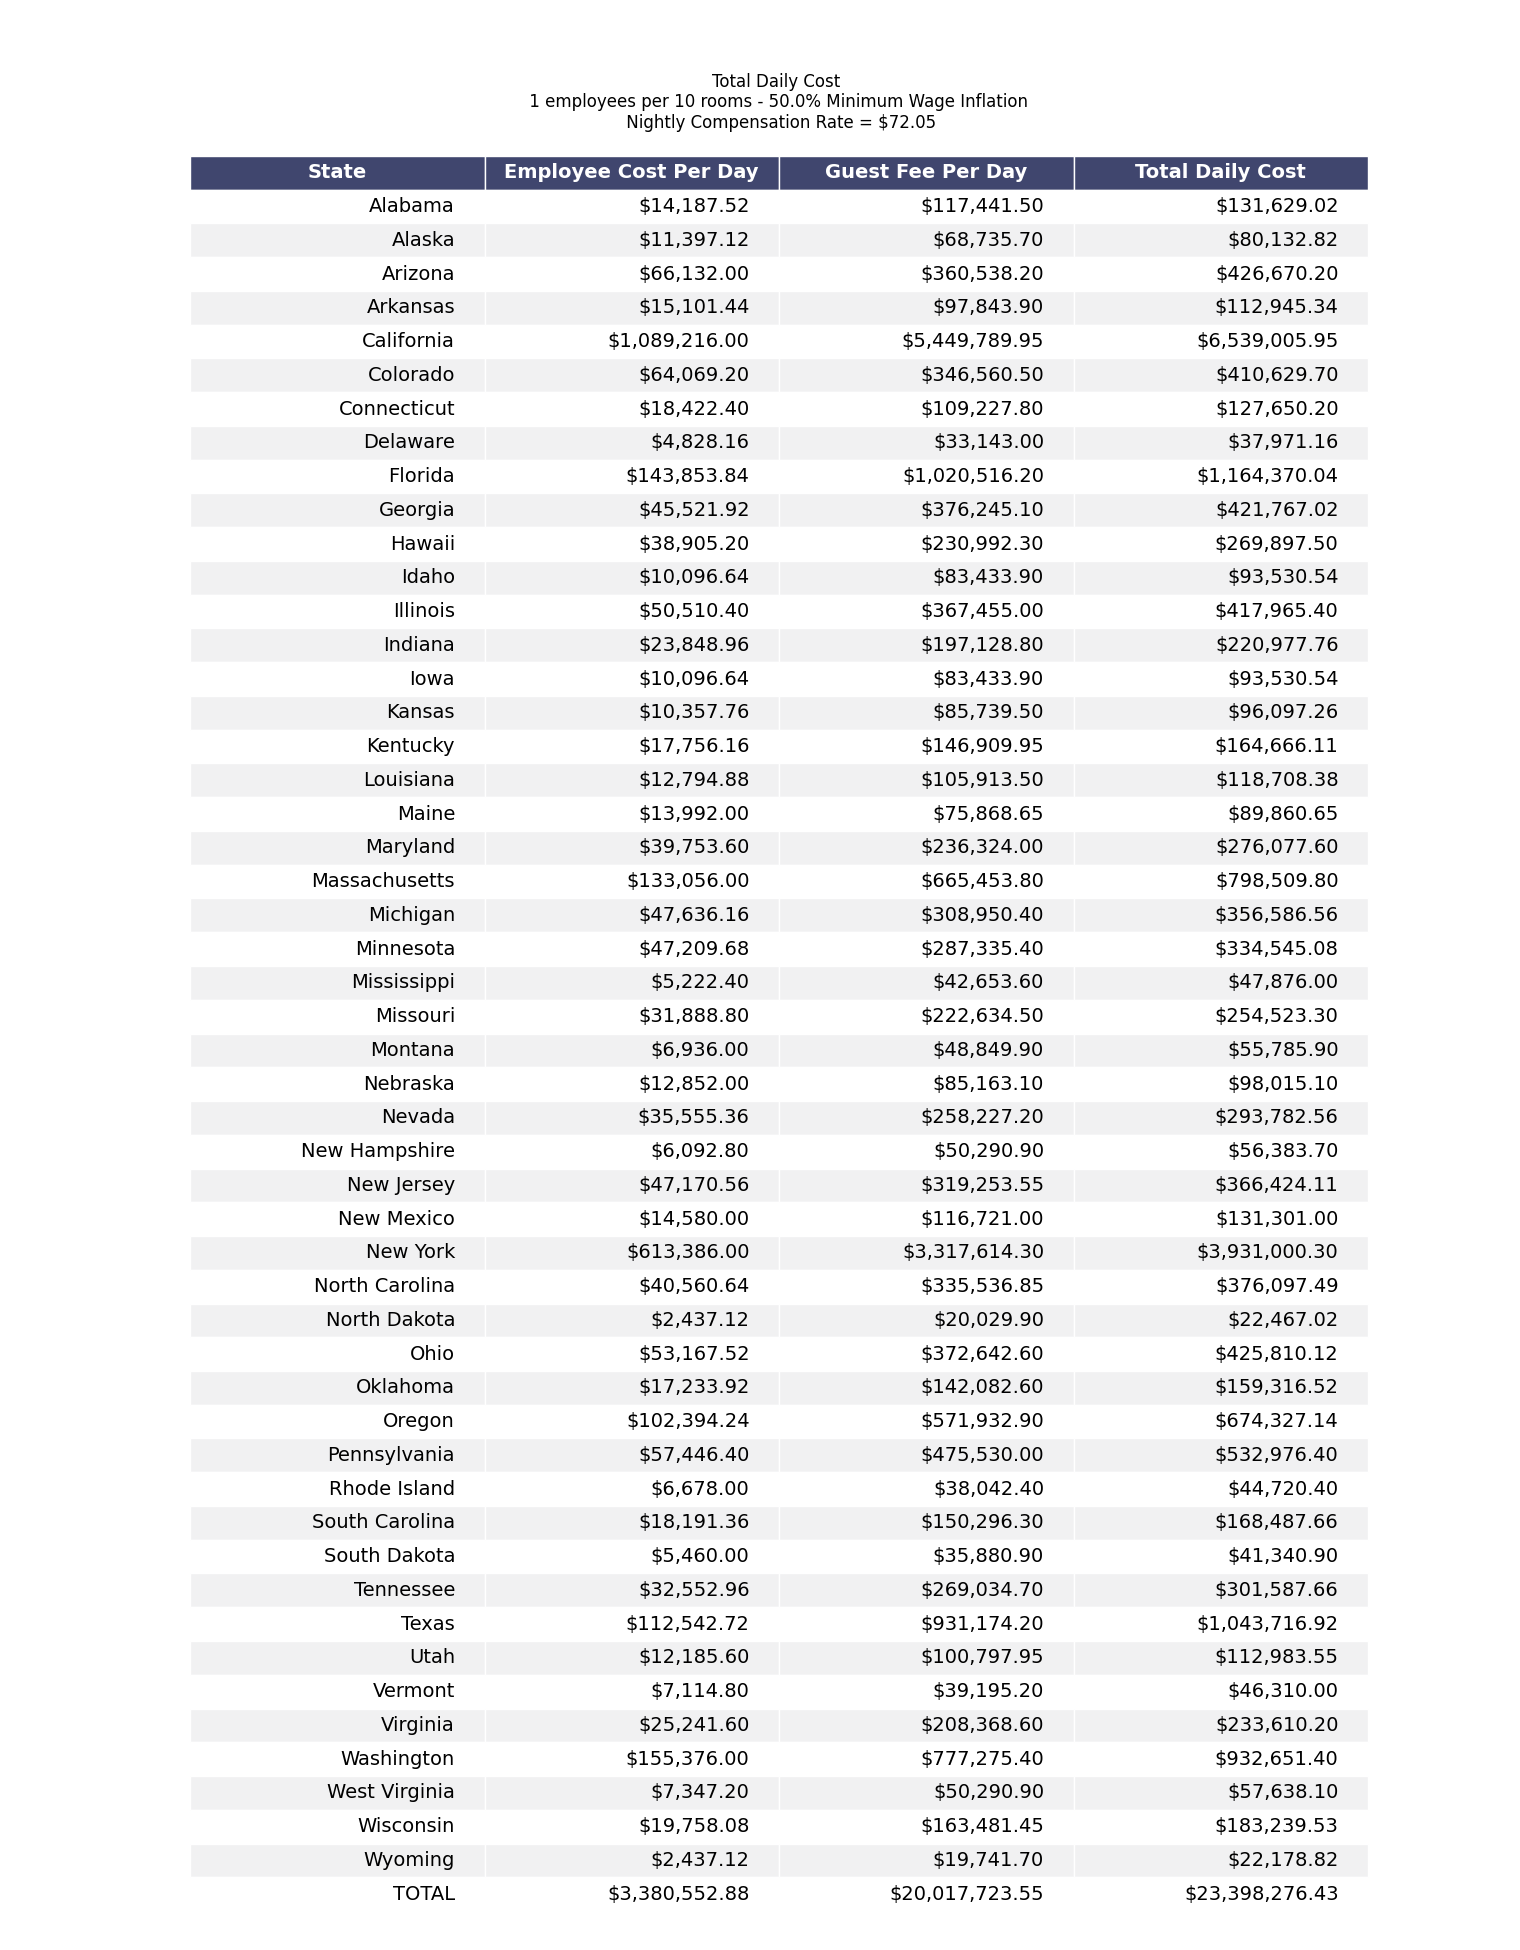 Total Daily Cost
1 employees per 10 rooms - 50.0% Minimum Wage Inflation
Nightly Compensation Rate = $72.05
State Employee Cost Per Day Guest Fee Per Day Total Daily Cost
Alabama $14,187.52 $117,441.50 $131,629.02
Alaska $11,397.12 $68,735.70 $80,132.82
Arizona $66,132.00 $360,538.20 $426,670.20
Arkansas $15,101.44 $97,843.90 $112,945.34
California $1,089,216.00 $5,449,789.95 $6,539,005.95
Colorado $64,069.20 $346,560.50 $410,629.70
Connecticut $18,422.40 $109,227.80 $127,650.20
Delaware $4,828.16 $33,143.00 $37,971.16
Florida $143,853.84 $1,020,516.20 $1,164,370.04
Georgia $45,521.92 $376,245.10 $421,767.02
Hawaii $38,905.20 $230,992.30 $269,897.50
Idaho $10,096.64 $83,433.90 $93,530.54
Illinois $50,510.40 $367,455.00 $417,965.40
Indiana $23,848.96 $197,128.80 $220,977.76
Iowa $10,096.64 $83,433.90 $93,530.54
Kansas $10,357.76 $85,739.50 $96,097.26
Kentucky $17,756.16 $146,909.95 $164,666.11
Louisiana $12,794.88 $105,913.50 $118,708.38
Maine $13,992.00 $75,868.65 $89,860.65
Maryland $39,753.60 $236,324.00 $276,077.60
Massachusetts $133,056.00 $665,453.80 $798,509.80
Michigan $47,636.16 $308,950.40 $356,586.56
Minnesota $47,209.68 $287,335.40 $334,545.08
Mississippi $5,222.40 $42,653.60 $47,876.00
Missouri $31,888.80 $222,634.50 $254,523.30
Montana $6,936.00 $48,849.90 $55,785.90
Nebraska $12,852.00 $85,163.10 $98,015.10
Nevada $35,555.36 $258,227.20 $293,782.56
New Hampshire $6,092.80 $50,290.90 $56,383.70
New Jersey $47,170.56 $319,253.55 $366,424.11
New Mexico $14,580.00 $116,721.00 $131,301.00
New York $613,386.00 $3,317,614.30 $3,931,000.30
North Carolina $40,560.64 $335,536.85 $376,097.49
North Dakota $2,437.12 $20,029.90 $22,467.02
Ohio $53,167.52 $372,642.60 $425,810.12
Oklahoma $17,233.92 $142,082.60 $159,316.52
Oregon $102,394.24 $571,932.90 $674,327.14
Pennsylvania $57,446.40 $475,530.00 $532,976.40
Rhode Island $6,678.00 $38,042.40 $44,720.40
South Carolina $18,191.36 $150,296.30 $168,487.66
South Dakota $5,460.00 $35,880.90 $41,340.90
Tennessee $32,552.96 $269,034.70 $301,587.66
Texas $112,542.72 $931,174.20 $1,043,716.92
Utah $12,185.60 $100,797.95 $112,983.55
Vermont $7,114.80 $39,195.20 $46,310.00
Virginia $25,241.60 $208,368.60 $233,610.20
Washington $155,376.00 $777,275.40 $932,651.40
West Virginia $7,347.20 $50,290.90 $57,638.10
Wisconsin $19,758.08 $163,481.45 $183,239.53
Wyoming $2,437.12 $19,741.70 $22,178.82
TOTAL $3,380,552.88 $20,017,723.55 $23,398,276.43